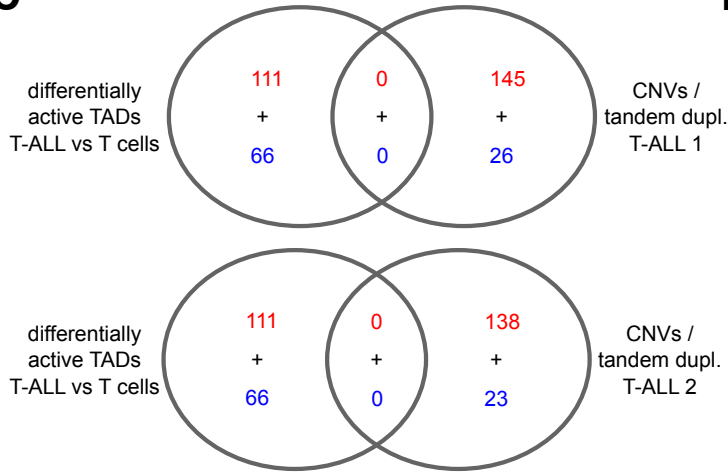 111 0 145
differentially
active TADs
T-ALL vs T cells
+ + +
CNVs /
tandem dupl.
T-ALL 1
66 0 26
111 0 138
differentially
active TADs
T-ALL vs T cells
+ + +
CNVs /
tandem dupl.
T-ALL 2
66 0 23